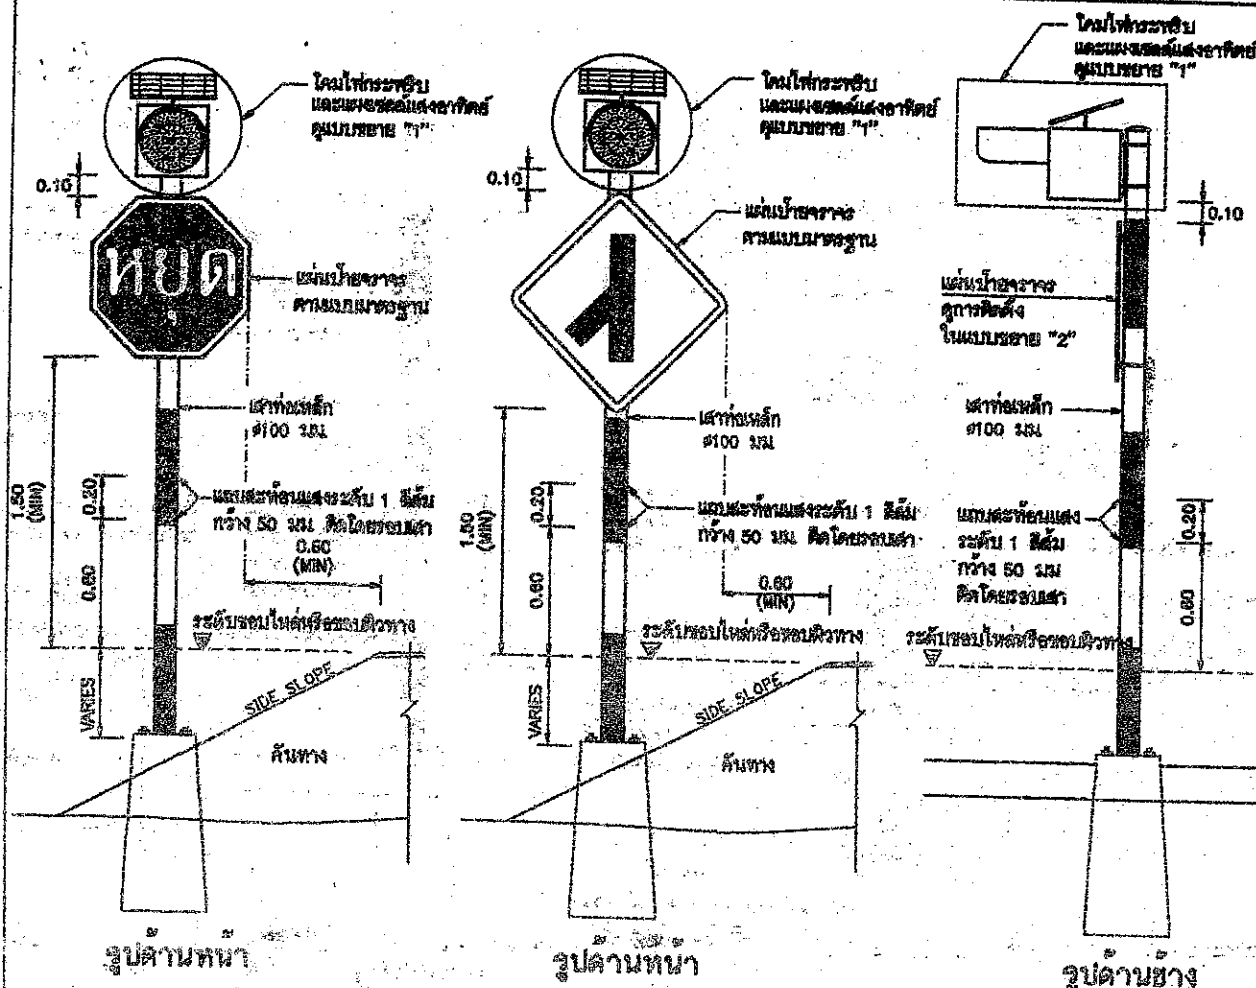 โคมไฟกระพริบ
และแผงเซลล์แสงอาทิตย์
ดูแบบขยาย "1"
0.10
หยุด
แผ่นป้ายจราจร
ตามแบบมาตรฐาน
เสาท่อเหล็ก
ø100 มม
1.50
(MIN)
0.20
แถบสะท้อนแสงระดับ 1 สีส้ม
กว้าง 50 มม. ติดโดยรอบเสา
0.60
(MIN)
0.60
ระดับขอบไหล่หรือขอบผิวทาง
VARIES
SIDE SLOPE
คันทาง
รูปด้านหน้า
โคมไฟกระพริบ
และแผงเซลล์แสงอาทิตย์
ดูแบบขยาย "1"
0.10
แผ่นป้ายจราจร
ตามแบบมาตรฐาน
เสาท่อเหล็ก
ø100 มม
1.50
(MIN)
0.20
แถบสะท้อนแสงระดับ 1 สีส้ม
กว้าง 50 มม. ติดโดยรอบเสา
0.60
0.60
(MIN)
ระดับขอบไหล่หรือขอบผิวทาง
VARIES
SIDE SLOPE
คันทาง
รูปด้านหน้า
โคมไฟกระพริบ
และแผงเซลล์แสงอาทิตย์
ดูแบบขยาย "1"
0.10
แผ่นป้ายจราจร
ดูการติดตั้ง
ในแบบขยาย "2"
เสาท่อเหล็ก
ø100 มม
แถบสะท้อนแสง
ระดับ 1 สีส้ม
กว้าง 50 มม
ติดโดยรอบเสา
0.20
0.60
ระดับขอบไหล่หรือขอบผิวทาง
รูปด้านข้าง